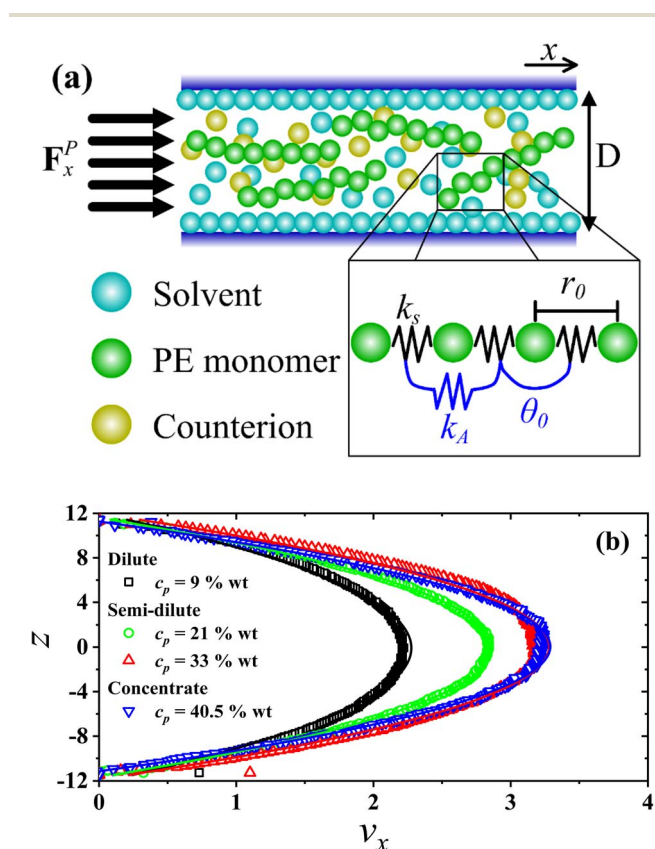 (a)
x
F_x^P
D
Solvent
PE monomer
Counterion
k_s
r_0
k_A
θ_0
(b)
12
8
4
0
-4
-8
-12
z
Dilute
c_p = 9 % wt
Semi-dilute
c_p = 21 % wt
c_p = 33 % wt
Concentrate
c_p = 40.5 % wt
0 1 2 3 4
v_x